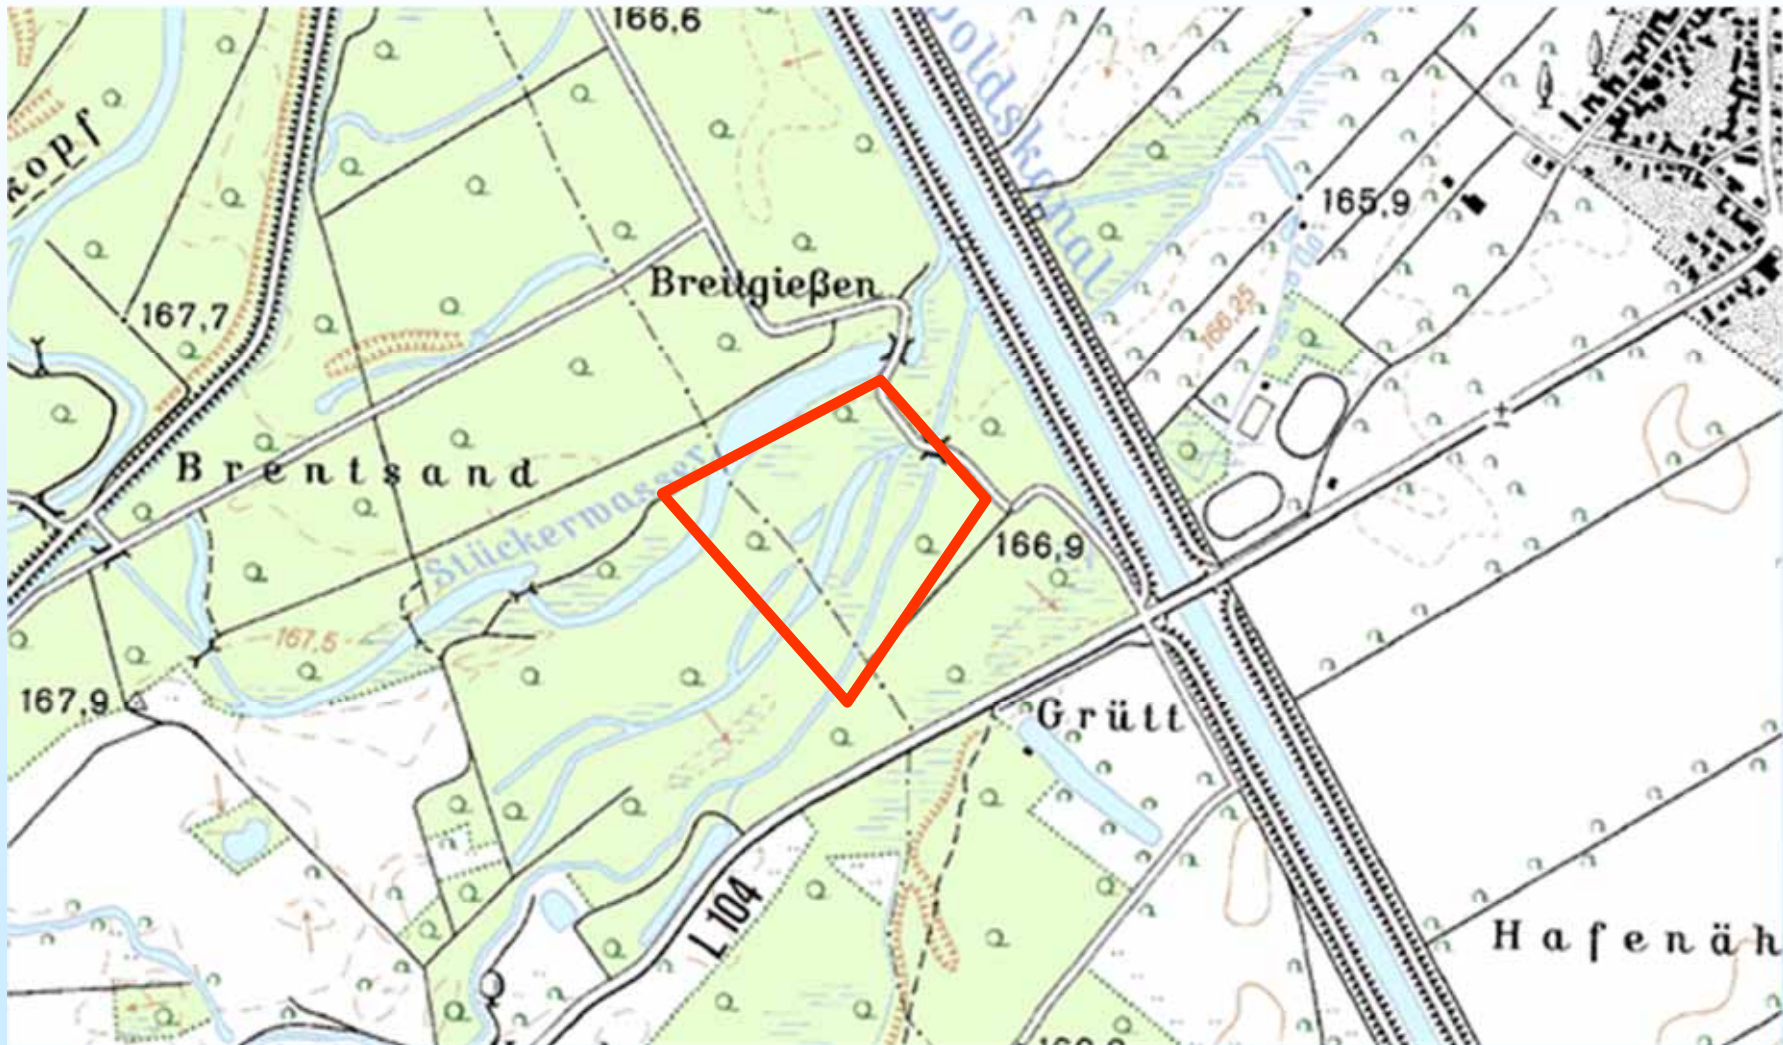 166,6
oldskanal
kopf
165,9
Breitgießen
167,7
166,25
Brentsand
Stückerwasser
166,9
167,5
167,9
Grütt
L 104
Hafenäh